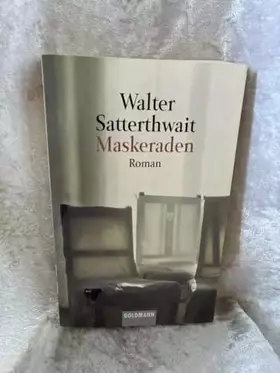 Walter
Satterthwait
Maskeraden
Roman
GOLDMANN